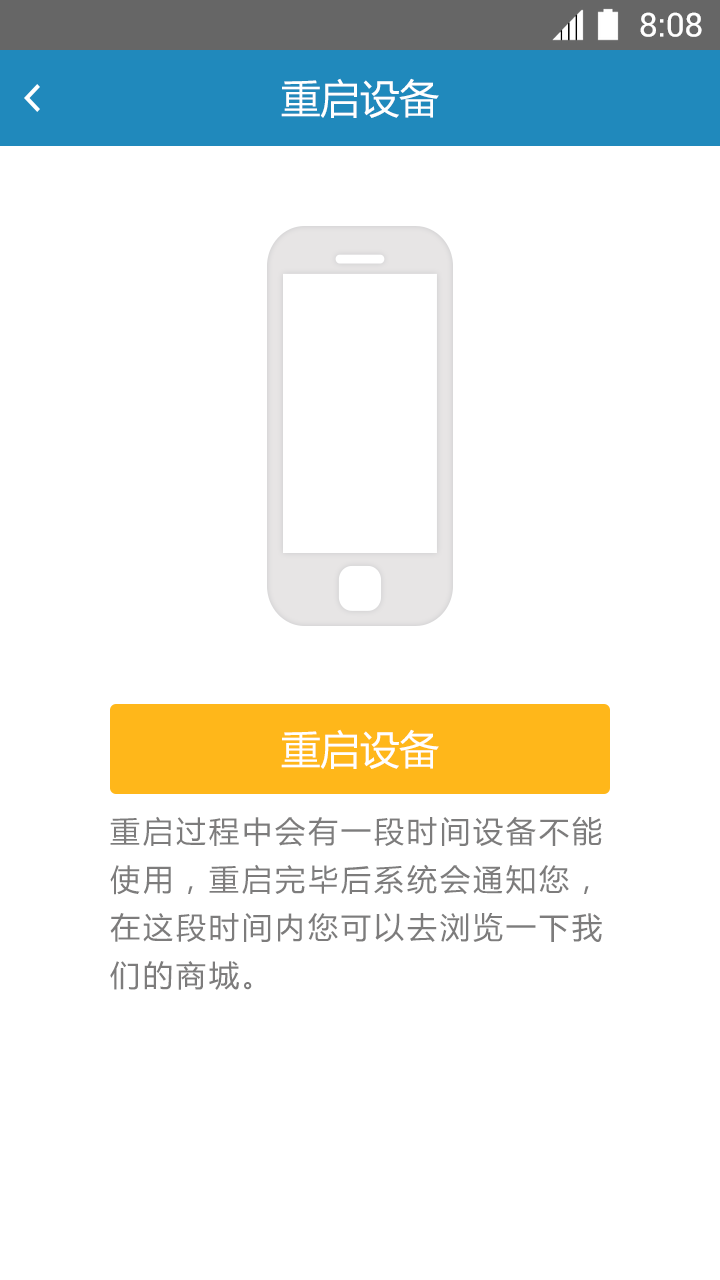 8:08
重启设备
重启设备
重启过程中会有一段时间设备不能
使用，重启完毕后系统会通知您，
在这段时间内您可以去浏览一下我
们的商城。